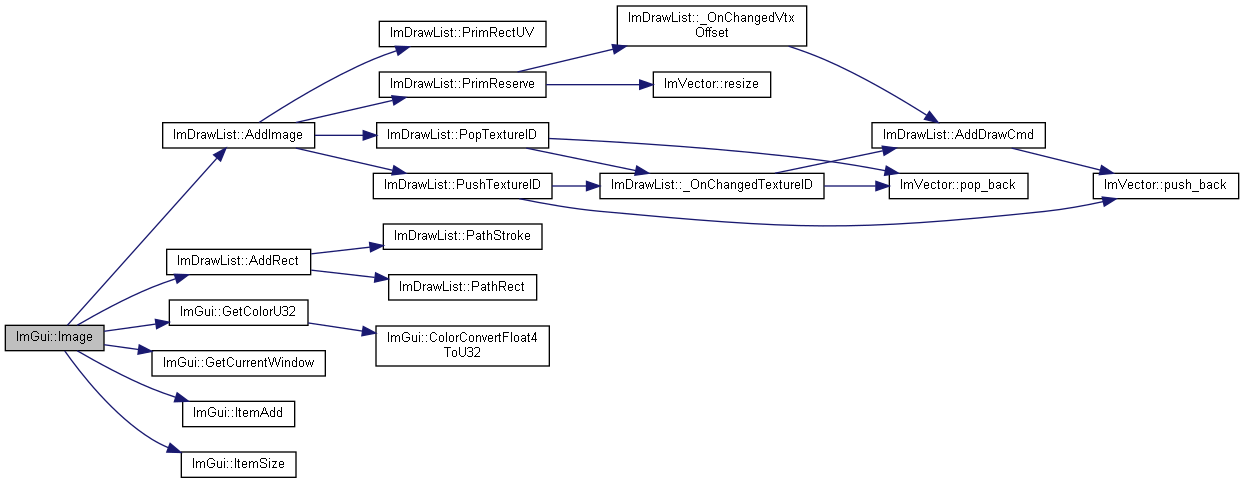 ImDrawList::_OnChangedVtx
Offset
ImDrawList::PrimRectUV
ImDrawList::PrimReserve
ImVector::resize
ImDrawList::AddImage
ImDrawList::PopTextureID
ImDrawList::AddDrawCmd
ImDrawList::PushTextureID
ImDrawList::_OnChangedTextureID
ImVector::pop_back
ImVector::push_back
ImDrawList::PathStroke
ImDrawList::AddRect
ImDrawList::PathRect
ImGui::GetColorU32
ImGui::Image
ImGui::ColorConvertFloat4
ToU32
ImGui::GetCurrentWindow
ImGui::ItemAdd
ImGui::ItemSize